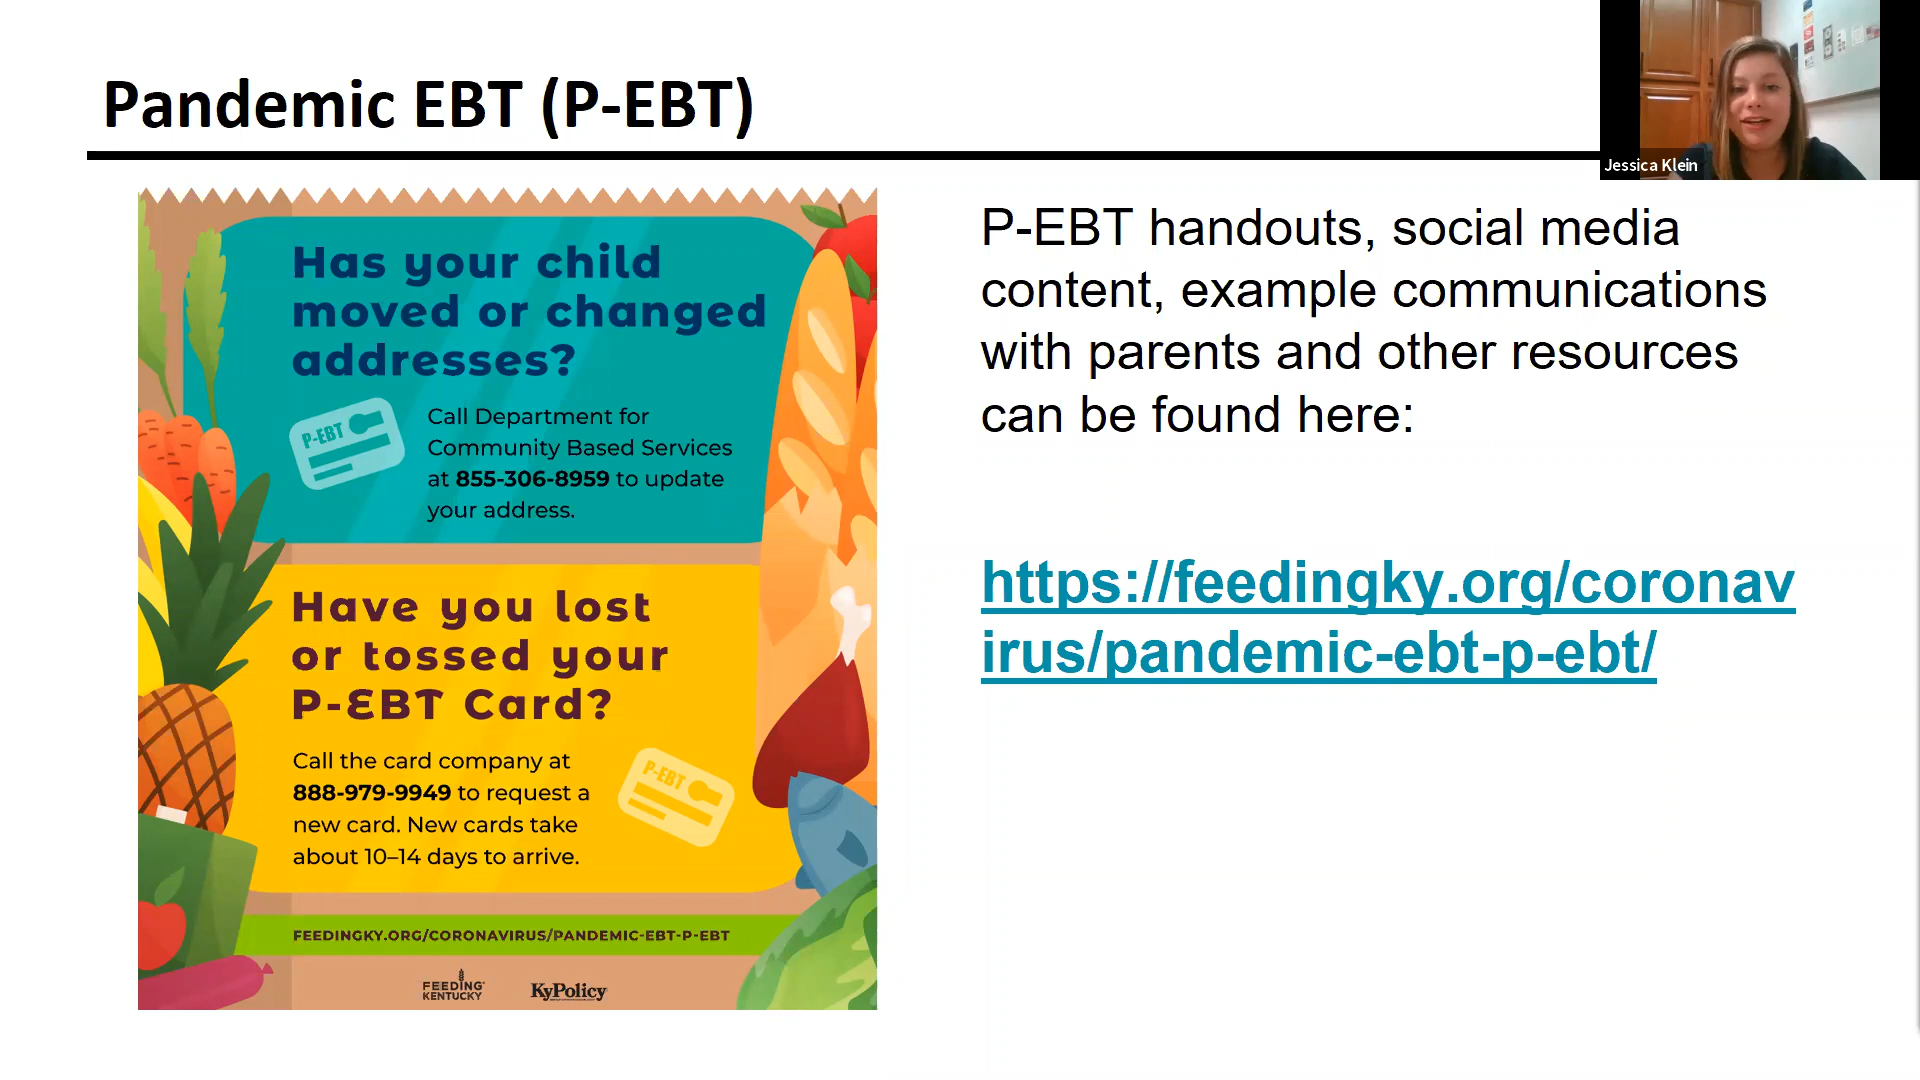 Pandemic EBT (P-EBT)
Jessica Klein
Has your child
moved or changed
addresses?
P-EBT
Call Department for
Community Based Services
at 855-306-8959 to update
your address.
Have you lost
or tossed your
P-EBT Card?
Call the card company at
888-979-9949 to request a
new card. New cards take
about 10–14 days to arrive.
P-EBT
FEEDINGKY.ORG/CORONAVIRUS/PANDEMIC-EBT-P-EBT
FEEDING
KENTUCKY
KyPolicy
P-EBT handouts, social media
content, example communications
with parents and other resources
can be found here:
https://feedingky.org/coronav
irus/pandemic-ebt-p-ebt/